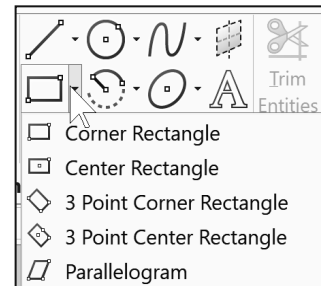 Trim
Entities
Corner Rectangle
Center Rectangle
3 Point Corner Rectangle
3 Point Center Rectangle
Parallelogram